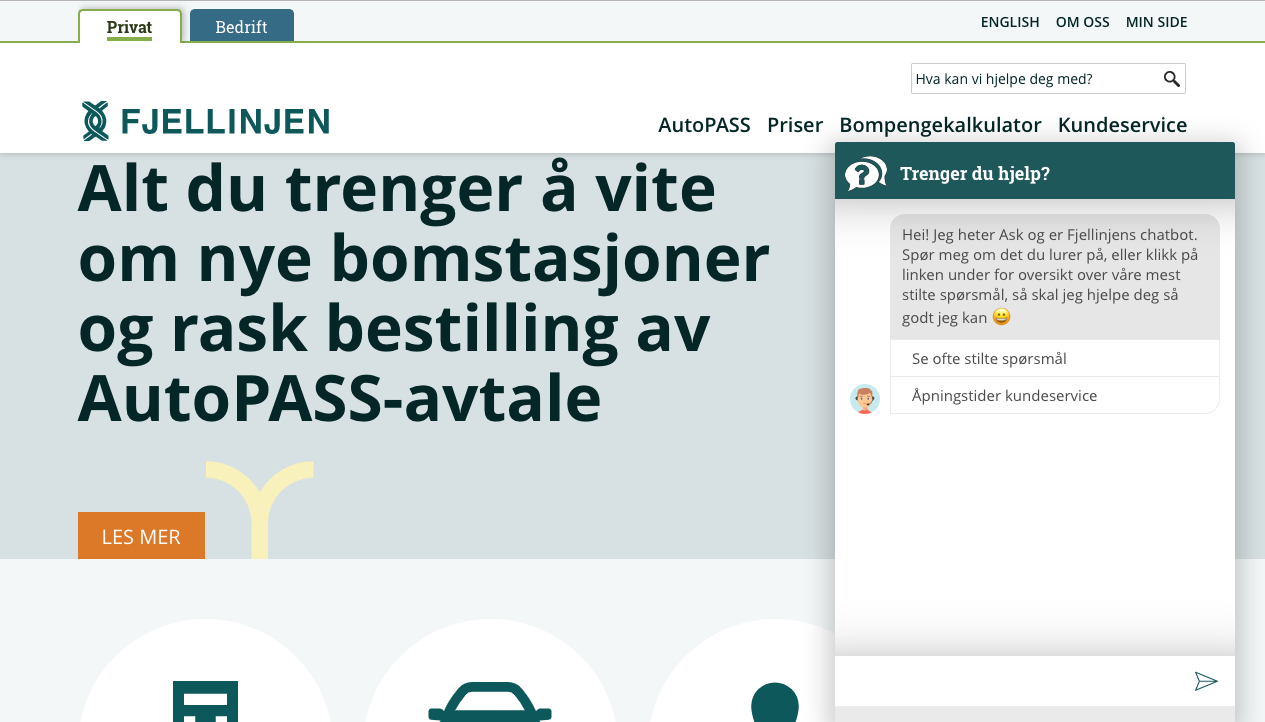 Privat
Bedrift
ENGLISH OM OSS MIN SIDE
Hva kan vi hjelpe deg med?
FJELLINJEN
AutoPASS Priser Bompengekalkulator Kundeservice
Alt du trenger å vite
om nye bomstasjoner
og rask bestilling av
AutoPASS-avtale
LES MER
Trenger du hjelp?
Hei! Jeg heter Ask og er Fjellinjens chatbot.
Spør meg om det du lurer på, eller klikk på
linken under for oversikt over våre mest
stilte spørsmål, så skal jeg hjelpe deg så
godt jeg kan 😀
Se ofte stilte spørsmål
Åpningstider kundeservice